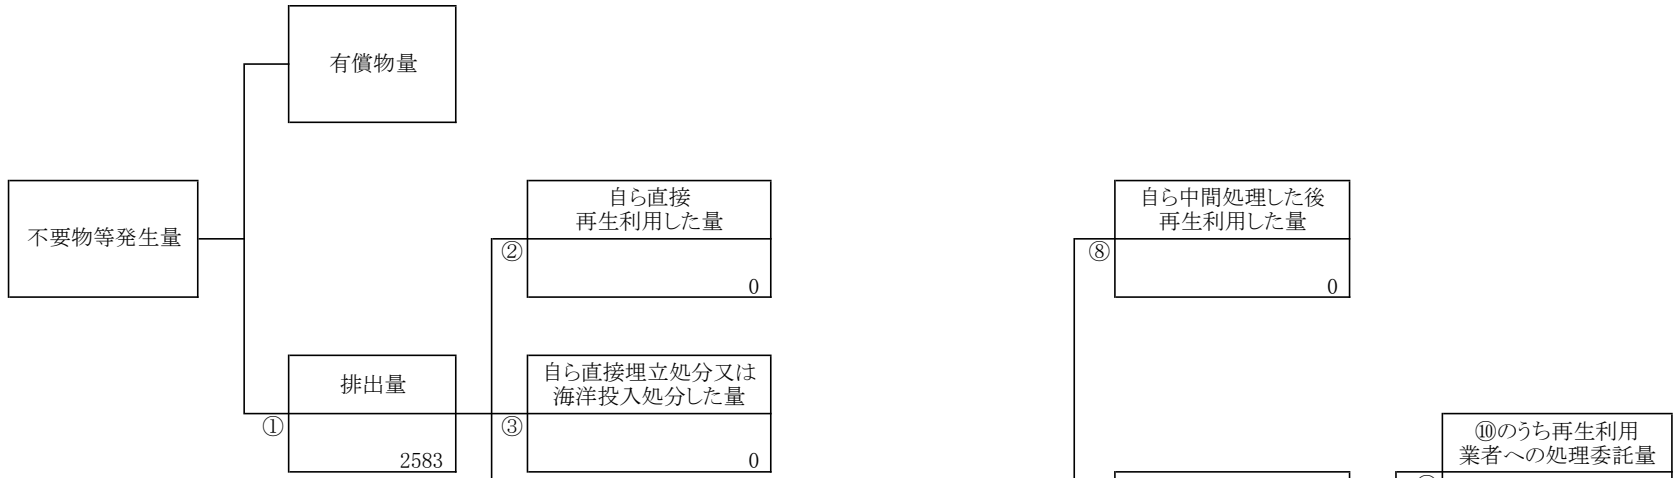 有償物量
不要物等発生量
自ら直接
再生利用した量
②
0
自ら中間処理した後
再生利用した量
⑧
0
排出量
①
2583
自ら直接埋立処分又は
海洋投入処分した量
③
0
⑩のうち再生利用
業者への処理委託量